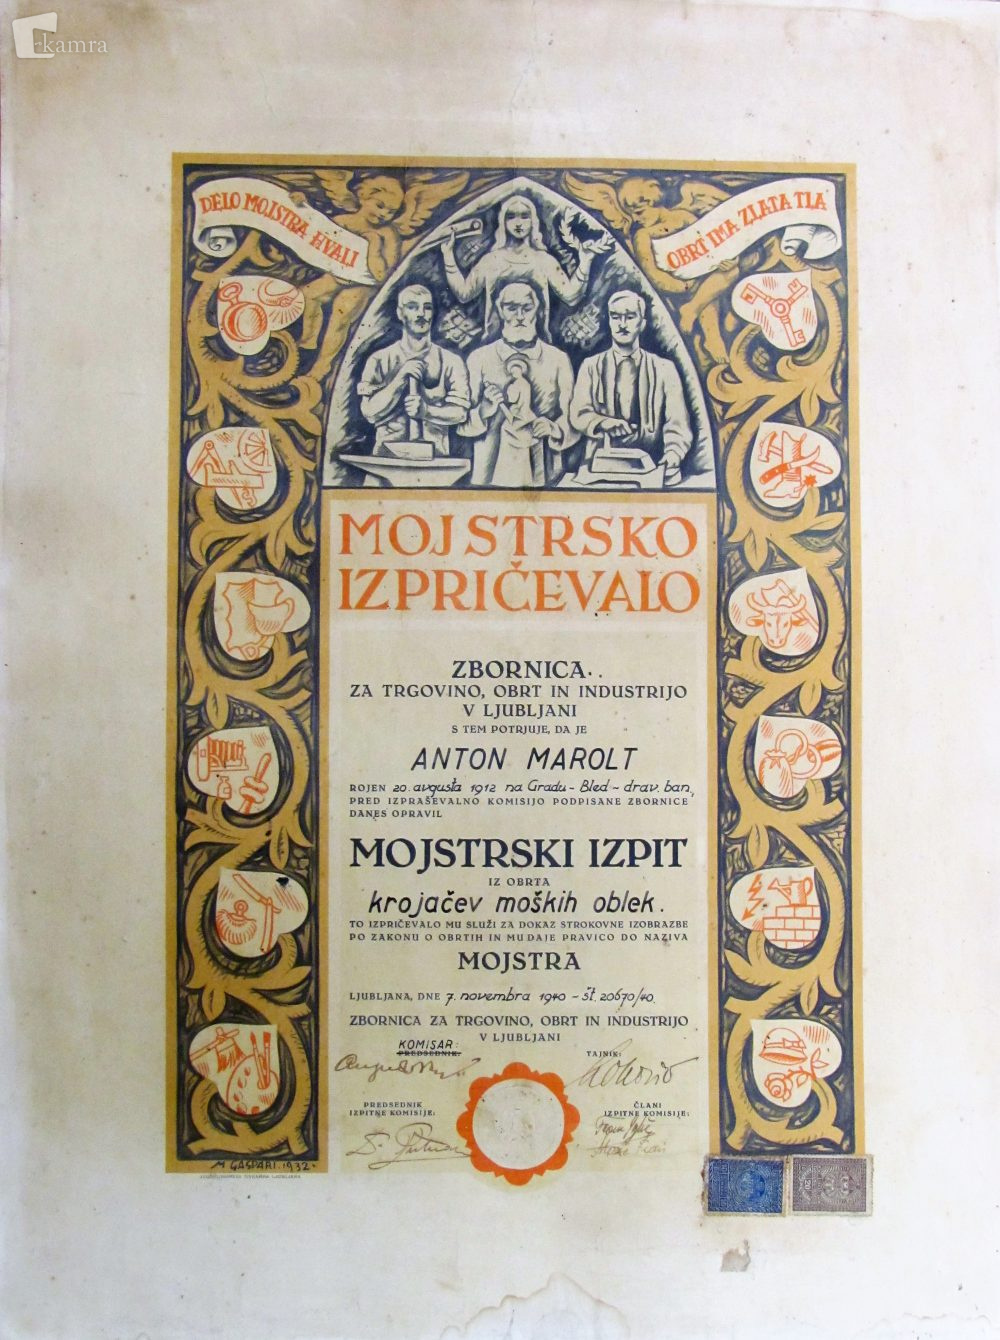 kamra
DELO MOJSTRA HVALI
OBRT IMA ZLATA TLA
MOJSTRSKO
IZPRIČEVALO
ZBORNICA..
ZA TRGOVINO, OBRT IN INDUSTRIJO
V LJUBLJANI
S TEM POTRJUJE, DA JE
ANTON MAROLT
ROJEN 20. avgusta 1912 na Gradu - Bled - drav. ban.,
PRED IZPRAŠEVALNO KOMISIJO PODPISANE ZBORNICE
DANES OPRAVIL
MOJSTRSKI IZPIT
IZ OBRTA
krojačev moških oblek.
TO IZPRIČEVALO MU SLUŽI ZA DOKAZ STROKOVNE IZOBRAZBE
PO ZAKONU O OBRTIH IN MU DAJE PRAVICO DO NAZIVA
MOJSTRA
LJUBLJANA, DNE 7. novembra 1940 - št. 20670/40.
ZBORNICA ZA TRGOVINO, OBRT IN INDUSTRIJO
V LJUBLJANI
KOMISAR:
PREDSEDNIK:
TAJNIK:
PREDSEDNIK
IZPITNE KOMISIJE:
ČLANI
IZPITNE KOMISIJE:
M GASPARI. 1932.